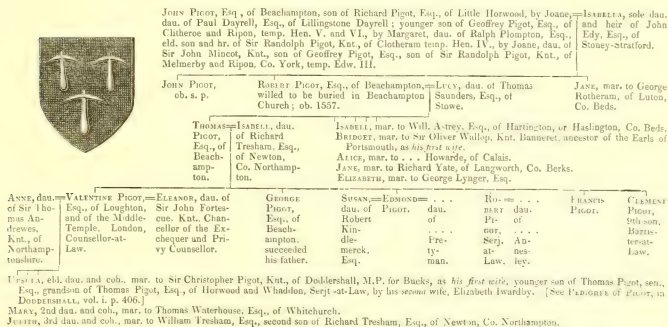 JOHN PIGOT, Esq, of Beachampton, son of Richard Pigot, Esq., of Little Horwood, by Joane,=ISABELLA, sole dau.
dau. of Paul Dayrell, Esq., of Lillingstone Dayrell; younger son of Geoffrey Pigot, Esq., of and heir of John
Clitheroe and Ripon, temp. Hen. V. and VI., by Margaret, dau. of Ralph Plompton, Esq., Edy, Esq., of
eld. son and hr. of Sir Randolph Pigot, Knt., of Clotheram temp. Hen. IV., by Joane, dau. of Stoney-Stratford.
Sir John Mincot, Knt., son of Geoffrey Pigot, Esq., son of Sir Randolph Pigot, Knt., of
Melmerby and Ripon, Co. York, temp. Edw. III.
JOHN PIGOT, ROBERT PIGOT, Esq., of Beachampton,=LUCY, dau. of Thomas JANE, mar. to George
ob. s. p. willed to be buried in Beachampton Saunders, Esq., of Rotheram, of Luton,
Church; ob. 1557. Stowe. Co. Beds.
THOMAS=ISABELL, dau. ISABELL, mar. to Will. Astrey, Esq., of Hartington, or Haslington, Co. Beds.
PIGOT, of Richard BRIDGET, mar. to Sir Oliver Wallop, Knt. Banneret, ancestor of the Earls of
Esq., of Tresham, Esq. Portsmouth, as his first wife.
Beach- of Newton, ALICE, mar. to . . . Howarde, of Calais.
amp- Co. Northamp- JANE, mar. to Richard Yate, of Langworth, Co. Berks.
ton. ton. ELIZABETH, mar. to George Lynger, Esq.
ANNE, dau.=VALENTINE PIGOT,=ELEANOR, dau. of GEORGE SUSAN,=EDMOND= . . . RO-= . . . FRANCIS CLEMENT
of Sir Tho- Esq., of Loughton, Sir John Fortes- PIGOT, dau. of PIGOT. dau. BERT dau. PIGOT. PIGOT,
mas An- and of the Middle- cue, Knt. Chan- Esq., of Robert of PI- of 9th son,
drewes, Temple, London, cellor of the Ex- Beach- Kin- . . . GOT, . . . Barris-
Knt., of Counsellor-at- chequer and Pri- ampton, dle- Pre- Serj. An- ter-at-
Northamp- Law. vy Counsellor. succeeded merck. ty- at- nes- Law.
tonshire. his father. Esq. man. Law. ley.
URSULA, eld. dau. and coh., mar. to Sir Christopher Pigot, Knt., of Doddershall, M.P. for Bucks, as his first wife, younger son of Thomas Pigot, sen.,
Esq., grandson of Thomas Pigot, Esq., of Horwood and Whaddon, Serjt.-at-Law, by his second wife, Elizabeth Iwardby. [See PEDIGREE of PIGOT, in
DODDERSHALL, vol. i. p. 406.]
MARY, 2nd dau. and coh., mar. to Thomas Waterhouse, Esq., of Whitchurch.
JUDITH, 3rd dau. and coh., mar. to William Tresham, Esq., second son of Richard Tresham, Esq., of Newton, Co. Northampton.